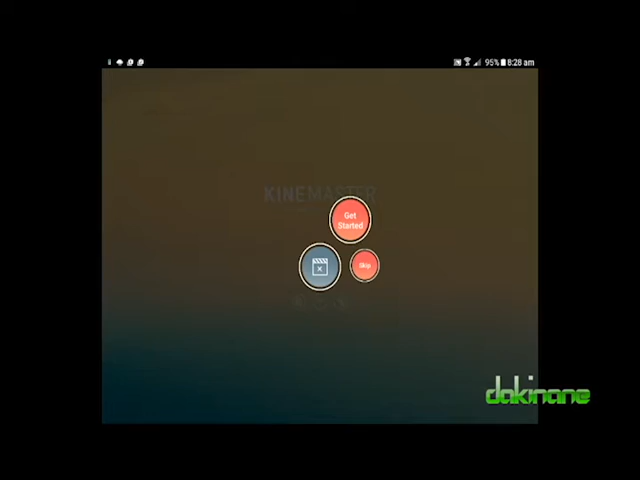 95% 8:28 am
KINEMASTER
Get
Started
Skip
dakinane